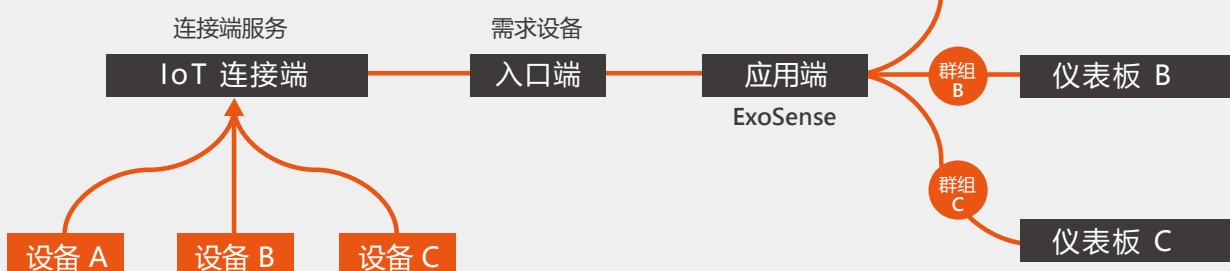 连接端服务
需求设备
IoT 连接端
入口端
应用端
群组
B
仪表板 B
ExoSense
群组
C
仪表板 C
设备 A
设备 B
设备 C